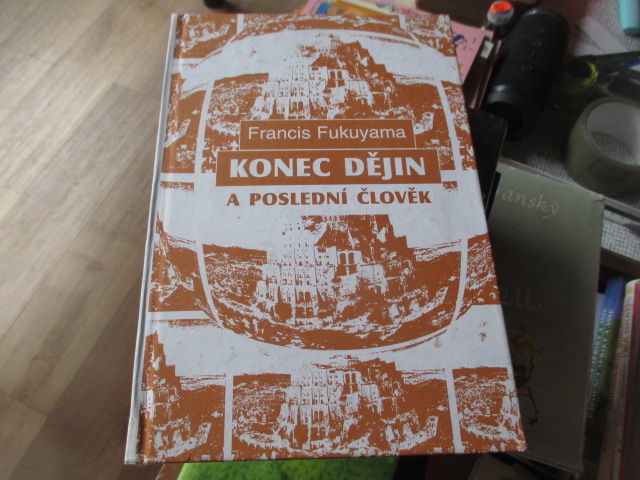 Francis Fukuyama
KONEC DĚJIN
A POSLEDNÍ ČLOVĚK